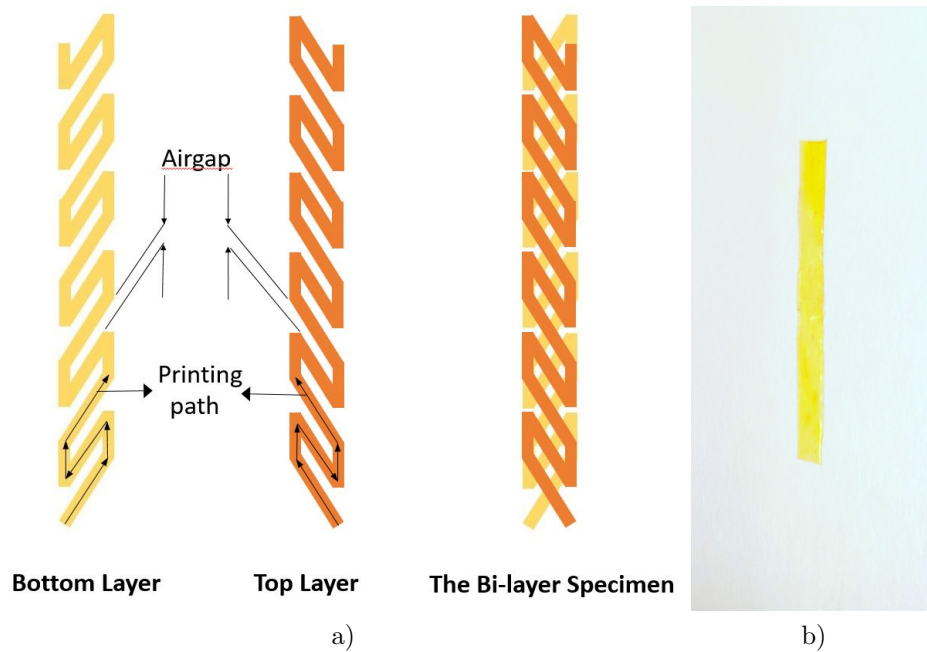 Airgap
Printing
path
Bottom Layer
Top Layer
The Bi-layer Specimen
a)
b)